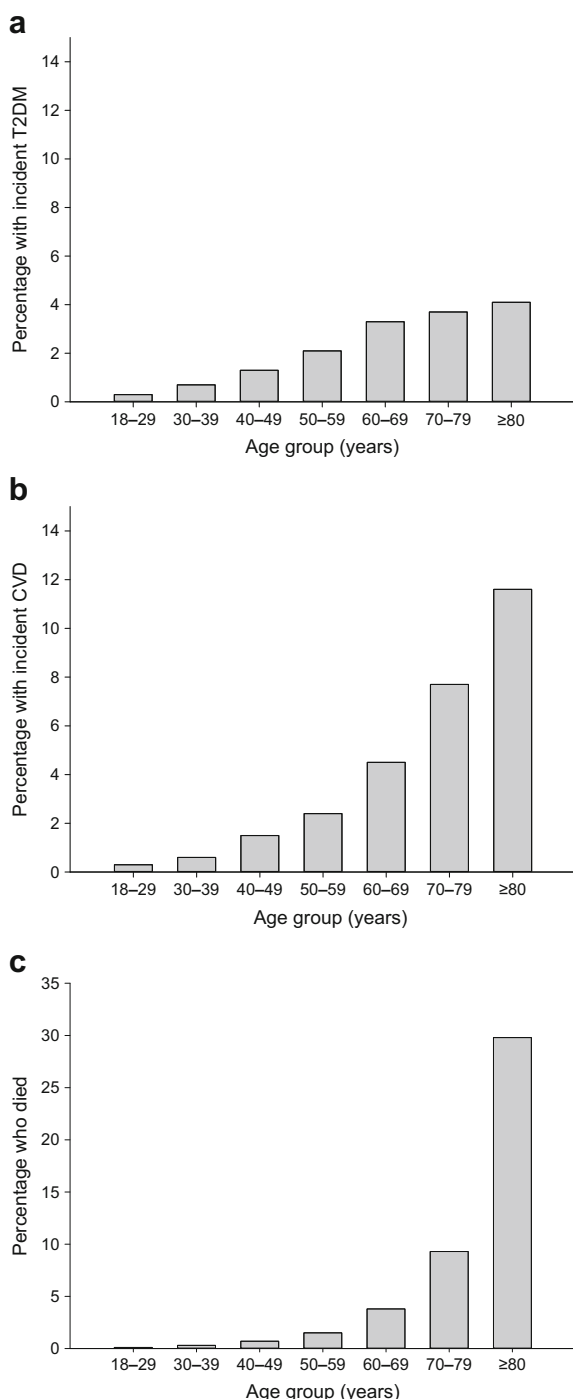 a
Percentage with incident T2DM
14
12
10
8
6
4
2
0
18–29 30–39 40–49 50–59 60–69 70–79 ≥80
Age group (years)
b
Percentage with incident CVD
14
12
10
8
6
4
2
0
18–29 30–39 40–49 50–59 60–69 70–79 ≥80
Age group (years)
c
Percentage who died
35
30
25
20
15
10
5
0
18–29 30–39 40–49 50–59 60–69 70–79 ≥80
Age group (years)